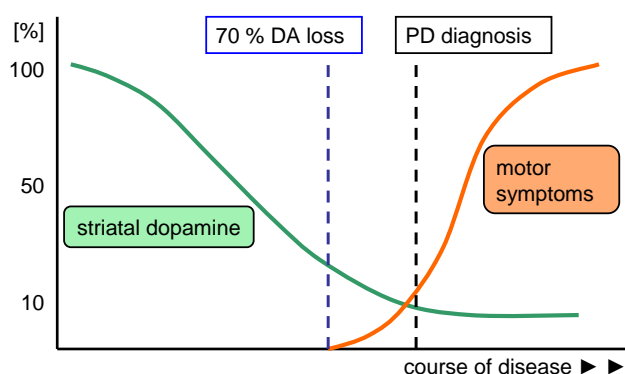 [%]
70 % DA loss
PD diagnosis
100
50
10
striatal dopamine
motor
symptoms
course of disease ► ►